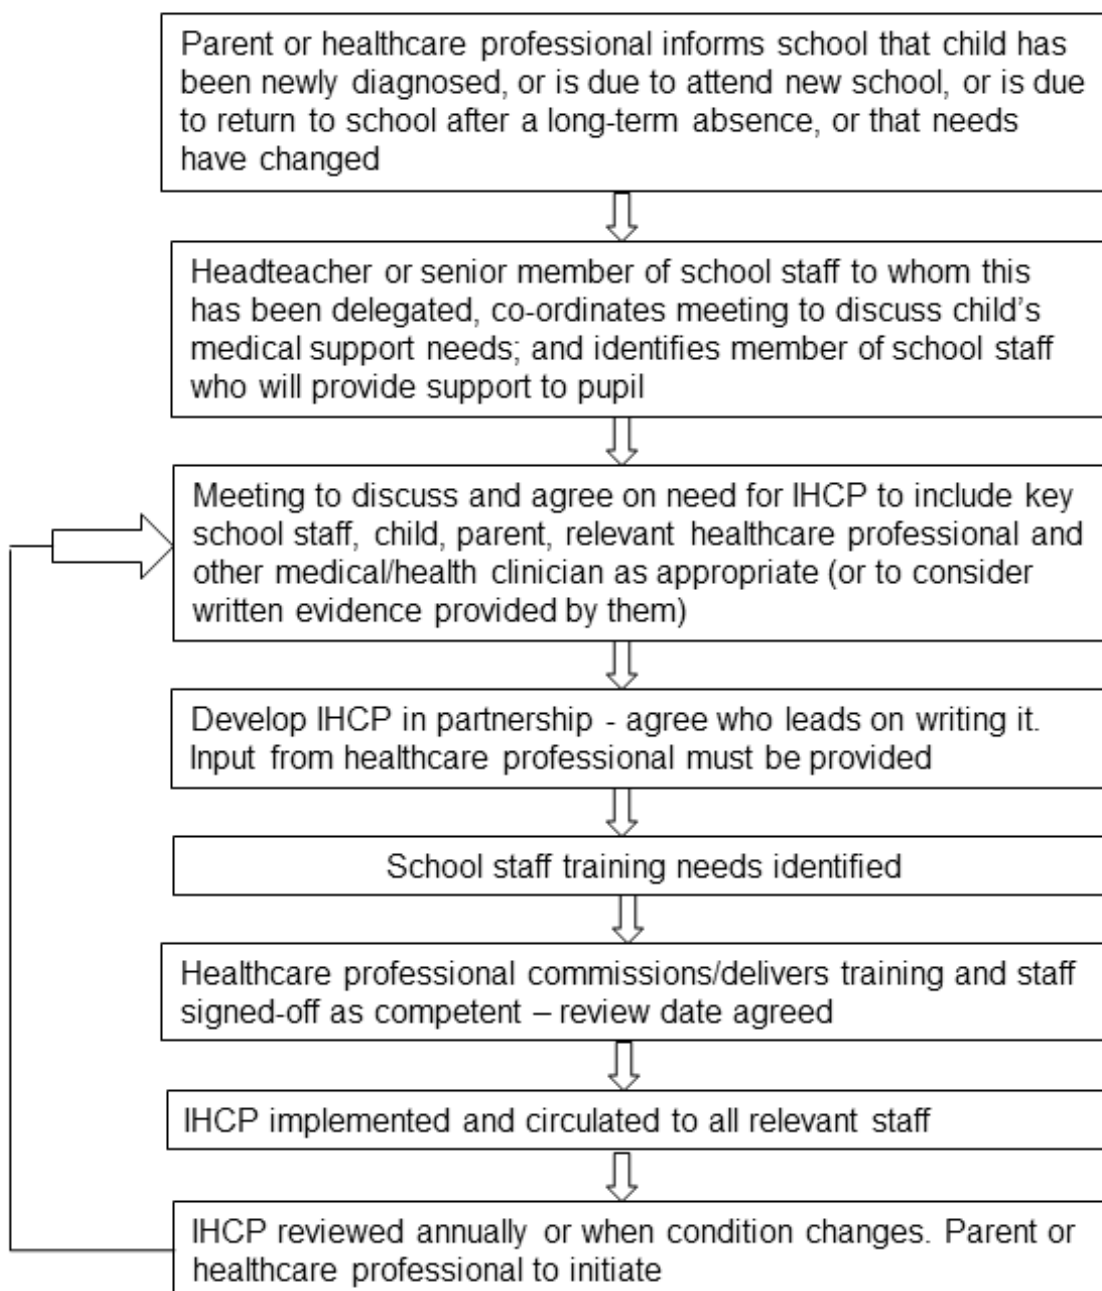 Parent or healthcare professional informs school that child has
been newly diagnosed, or is due to attend new school, or is due
to return to school after a long-term absence, or that needs
have changed
Headteacher or senior member of school staff to whom this
has been delegated, co-ordinates meeting to discuss child's
medical support needs; and identifies member of school staff
who will provide support to pupil
Meeting to discuss and agree on need for IHCP to include key
school staff, child, parent, relevant healthcare professional and
other medical/health clinician as appropriate (or to consider
written evidence provided by them)
Develop IHCP in partnership - agree who leads on writing it.
Input from healthcare professional must be provided
School staff training needs identified
Healthcare professional commissions/delivers training and staff
signed-off as competent – review date agreed
IHCP implemented and circulated to all relevant staff
IHCP reviewed annually or when condition changes. Parent or
healthcare professional to initiate